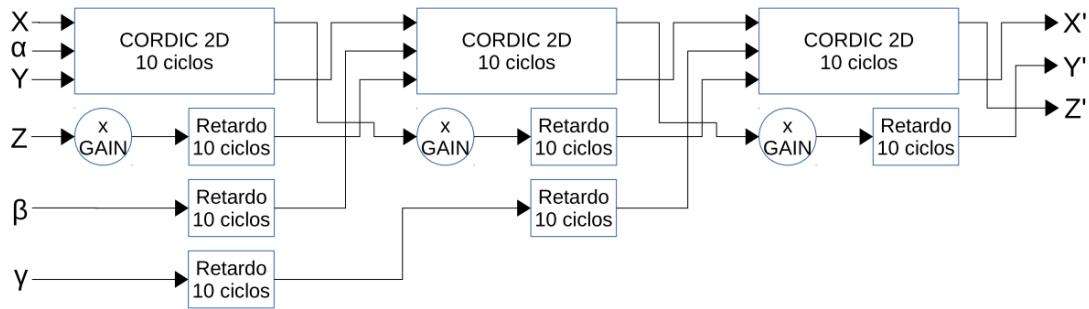 X
α
Y
CORDIC 2D
10 ciclos
CORDIC 2D
10 ciclos
CORDIC 2D
10 ciclos
X'
Y'
Z'
Z
x
GAIN
Retardo
10 ciclos
x
GAIN
Retardo
10 ciclos
x
GAIN
Retardo
10 ciclos
β
Retardo
10 ciclos
Retardo
10 ciclos
γ
Retardo
10 ciclos